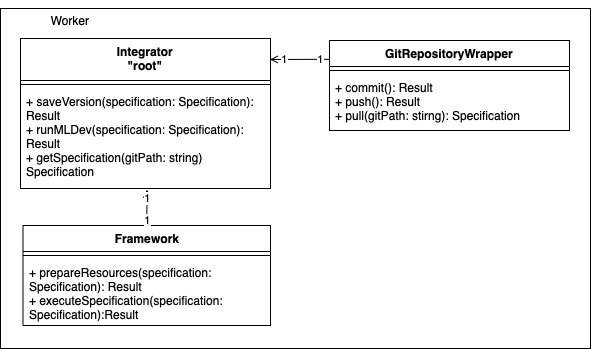 Worker
Integrator
"root"
+ saveVersion(specification: Specification):
Result
+ runMLDev(specification: Specification):
Result
+ getSpecification(gitPath: string)
Specification
1
1
GitRepositoryWrapper
+ commit(): Result
+ push(): Result
+ pull(gitPath: stirng): Specification
1
1
Framework
+ prepareResources(specification:
Specification): Result
+ executeSpecification(specification:
Specification):Result